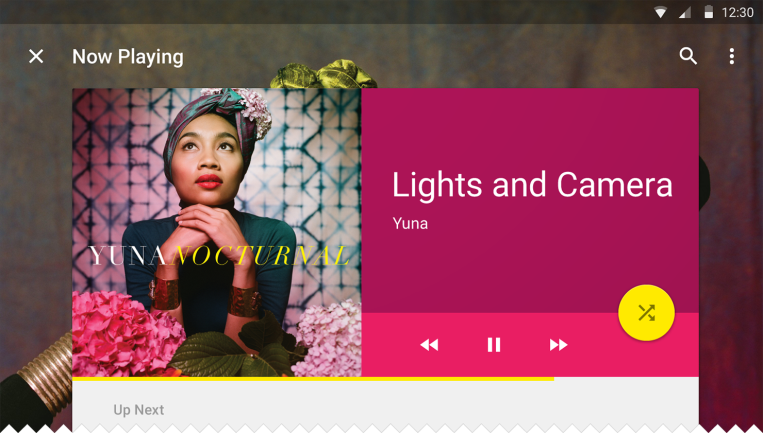 12:30
Now Playing
Lights and Camera
Yuna
YUNA NOCTURNAL
Up Next